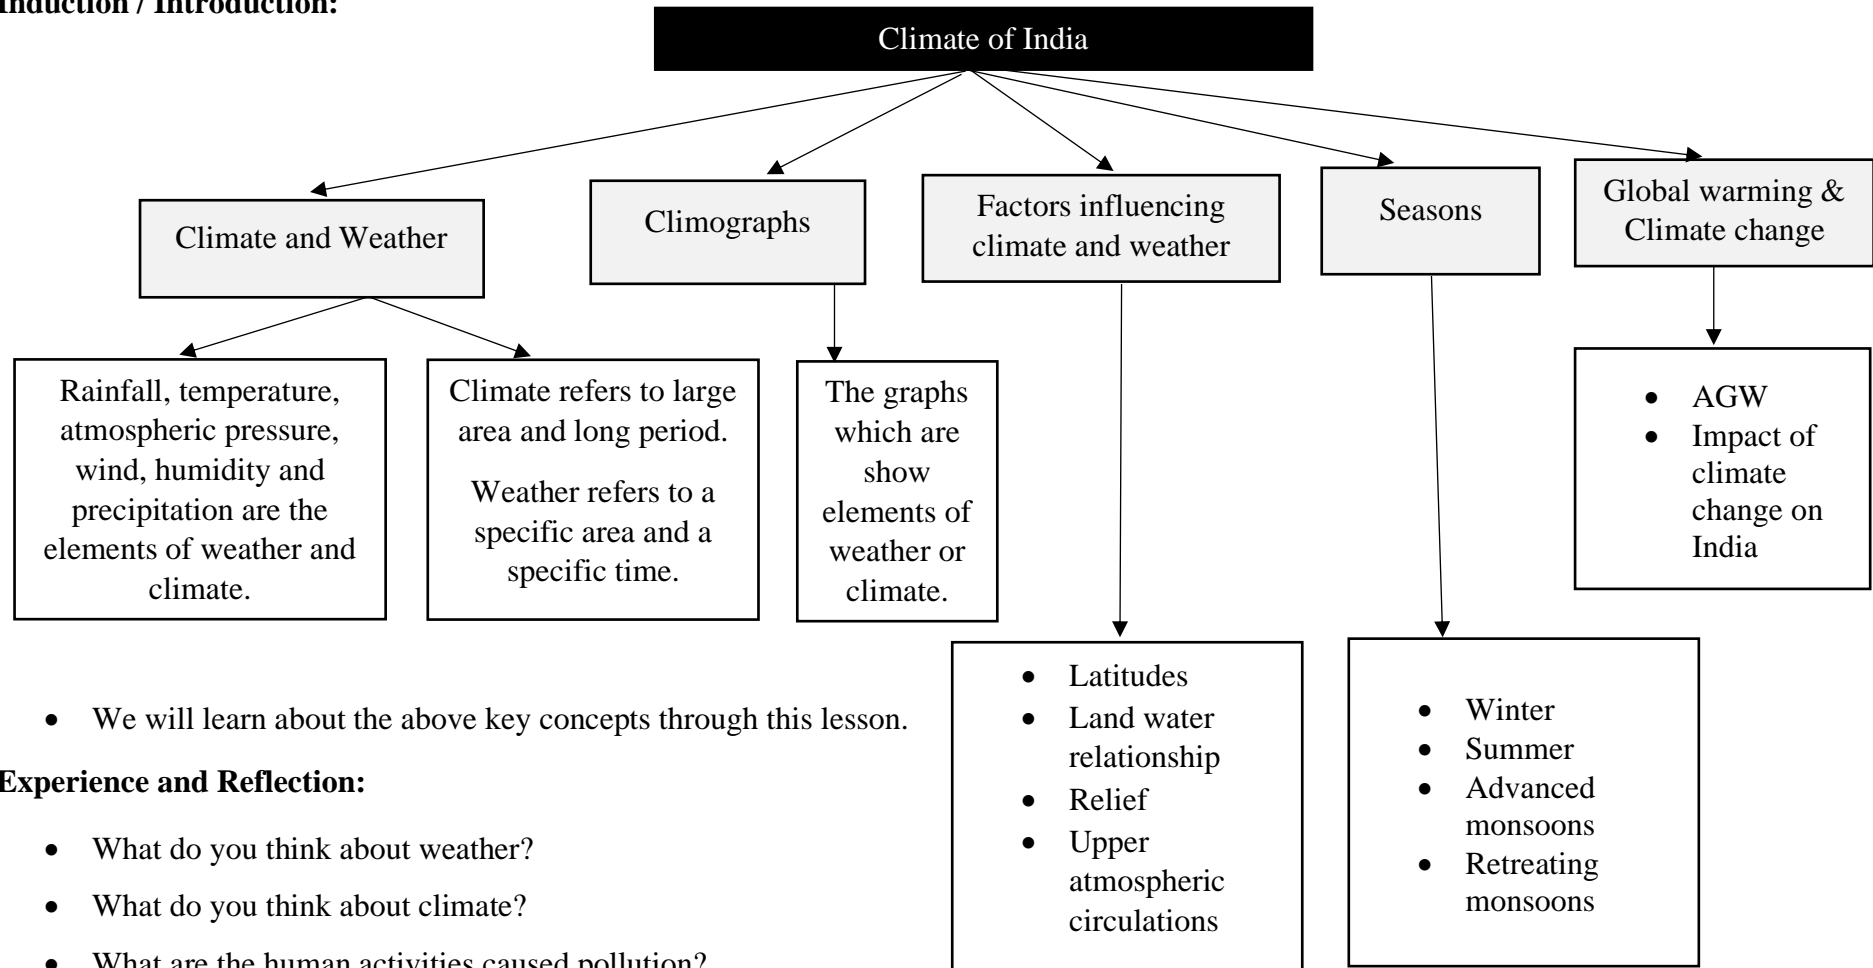 Induction / Introduction:
Climate of India
Climate and Weather
Climographs
Factors influencing
climate and weather
Seasons
Global warming &
Climate change
Rainfall, temperature,
atmospheric pressure,
wind, humidity and
precipitation are the
elements of weather and
climate.
Climate refers to large
area and long period.
Weather refers to a
specific area and a
specific time.
The graphs
which are
show
elements of
weather or
climate.
• AGW
• Impact of
climate
change on
India
• Latitudes
• Land water
relationship
• Relief
• Upper
atmospheric
circulations
• Winter
• Summer
• Advanced
monsoons
• Retreating
monsoons
• We will learn about the above key concepts through this lesson.
Experience and Reflection:
• What do you think about weather?
• What do you think about climate?
• What are the human activities caused pollution?